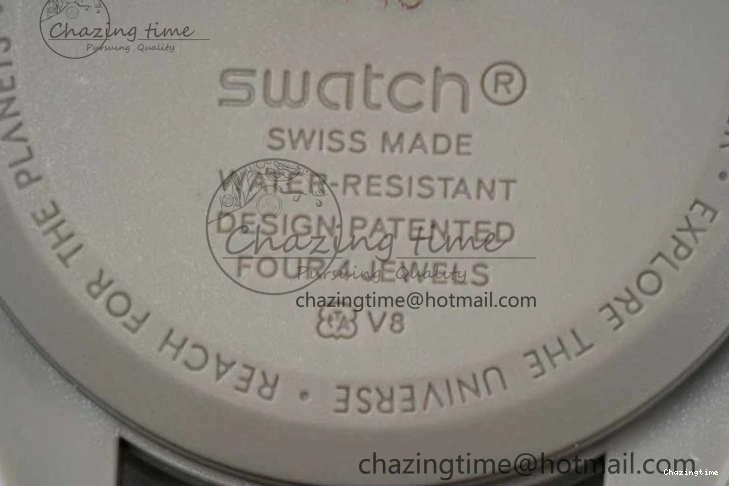 Chazing time
Pursuing Quality
swatch®
SWISS MADE
WATER-RESISTANT
DESIGN PATENTED
FOUR 4 JEWELS
V8
Chazing time
Pursuing Quality
chazingtime@hotmail.com
REACH FOR THE PLANETS
• EXPLORE THE UNIVERSE •
chazingtime@hotmail.com
Chazingtime